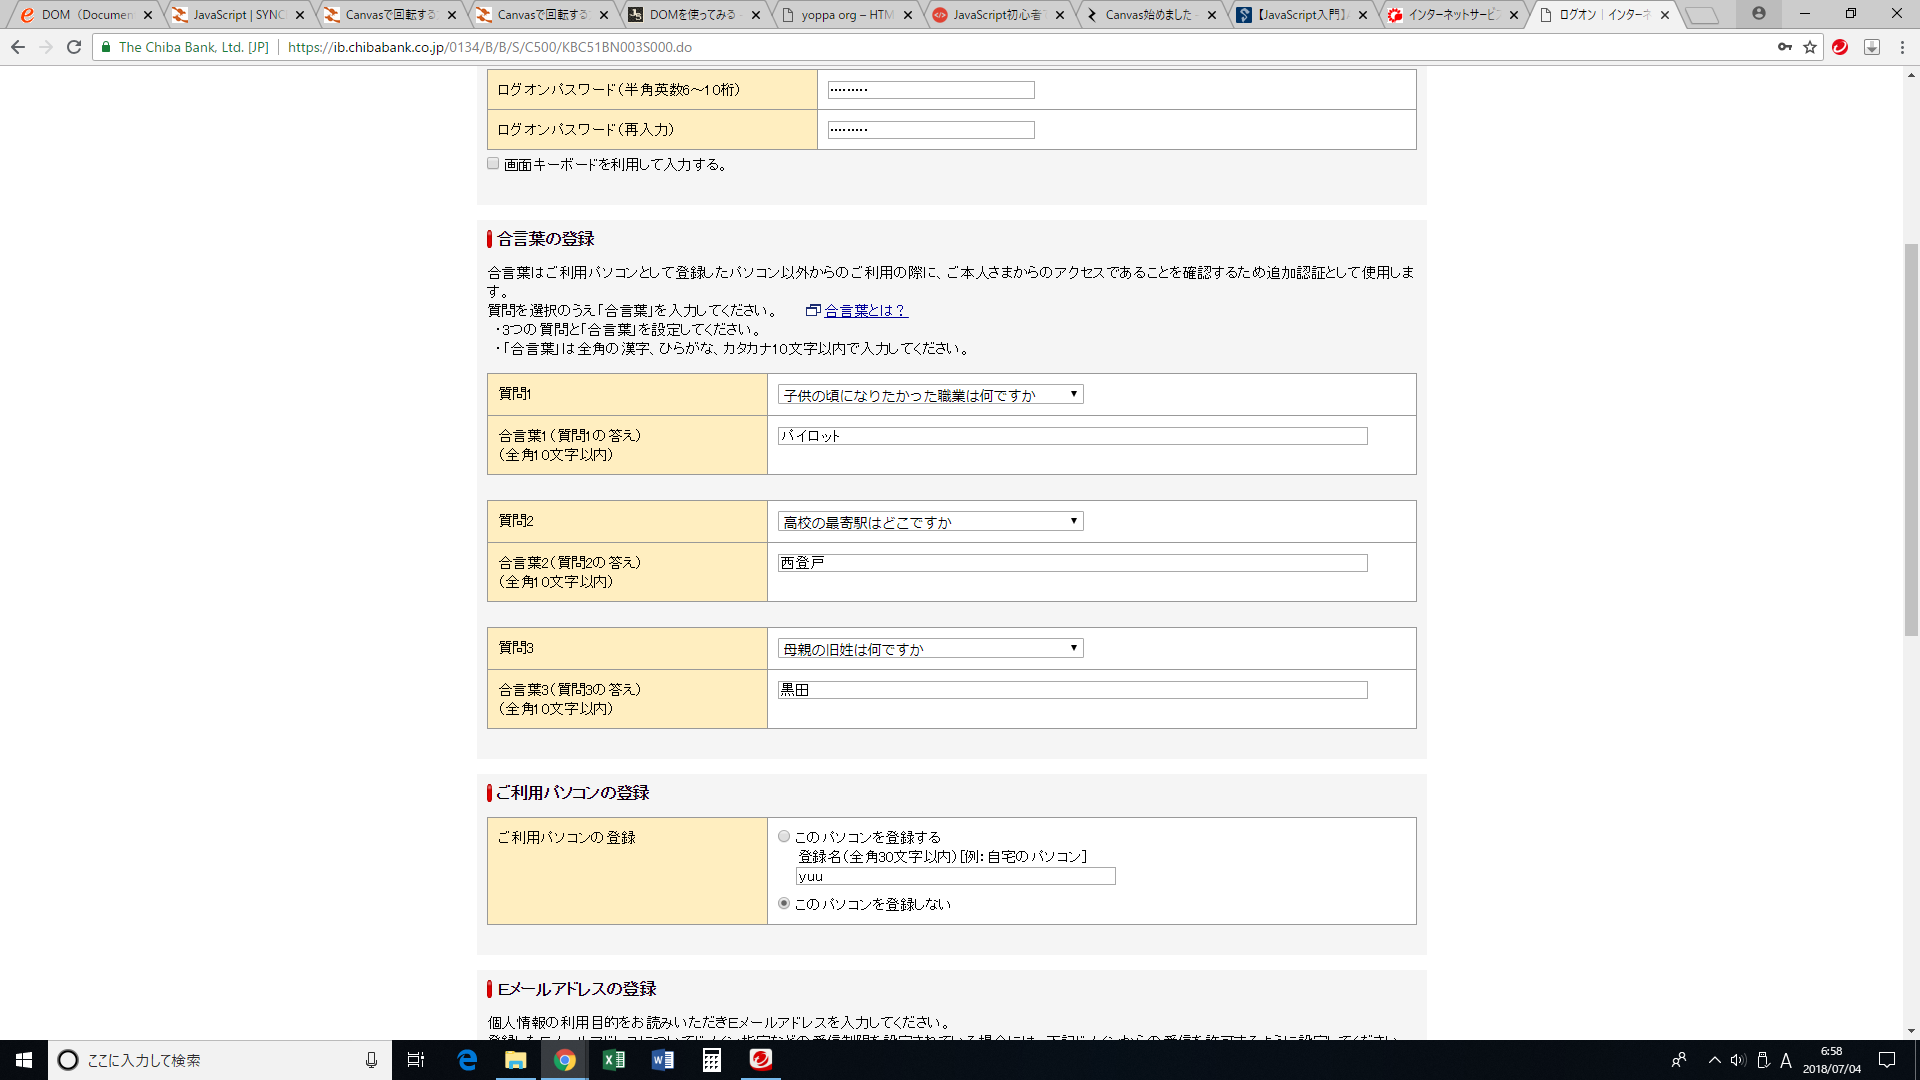 DOM（Documen
JavaScript | SYNC
Canvasで回転する
Canvasで回転する
DOMを使ってみる
yoppa org – HTM
JavaScript初心者
Canvas始めました
【JavaScript入門】
インターネットサービ
ログオン｜インターネ
The Chiba Bank, Ltd. [JP] https://ib.chibabank.co.jp/0134/B/B/S/C500/KBC51BN003S000.do
ログオンパスワード（半角英数6～10桁） ･････････
ログオンパスワード（再入力） ･････････
画面キーボードを利用して入力する。
合言葉の登録
合言葉はご利用パソコンとして登録したパソコン以外からのご利用の際に、ご本人さまからのアクセスであることを確認するため追加認証として使用しま
す。
質問を選択のうえ「合言葉」を入力してください。 合言葉とは？
・3つの質問と「合言葉」を設定してください。
・「合言葉」は全角の漢字、ひらがな、カタカナ10文字以内で入力してください。
質問1 子供の頃になりたかった職業は何ですか
合言葉1（質問1の答え） パイロット
（全角10文字以内）
質問2 高校の最寄駅はどこですか
合言葉2（質問2の答え） 西登戸
（全角10文字以内）
質問3 母親の旧姓は何ですか
合言葉3（質問3の答え） 黒田
（全角10文字以内）
ご利用パソコンの登録
ご利用パソコンの登録 このパソコンを登録する
登録名（全角30文字以内）［例：自宅のパソコン］
yuu
このパソコンを登録しない
Eメールアドレスの登録
個人情報の利用目的をお読みいただきEメールアドレスを入力してください。
ここに入力して検索
A
6:58
2018/07/04